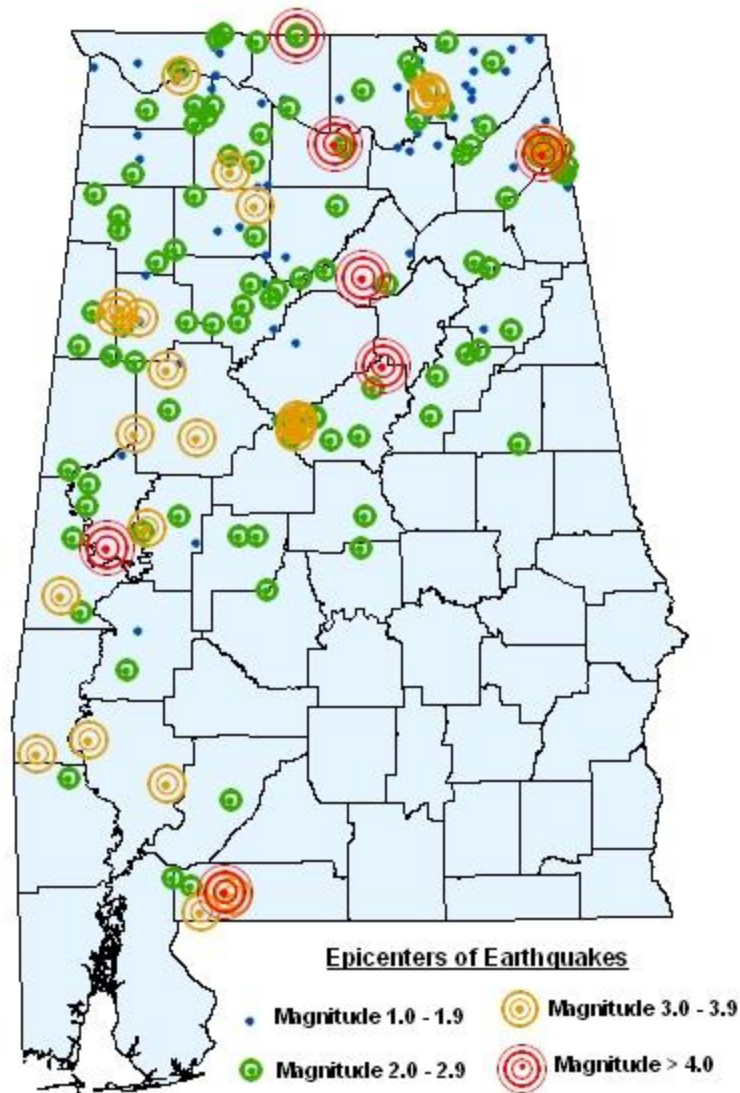 Epicenters of Earthquakes
Magnitude 1.0 - 1.9
Magnitude 3.0 - 3.9
Magnitude 2.0 - 2.9
Magnitude > 4.0